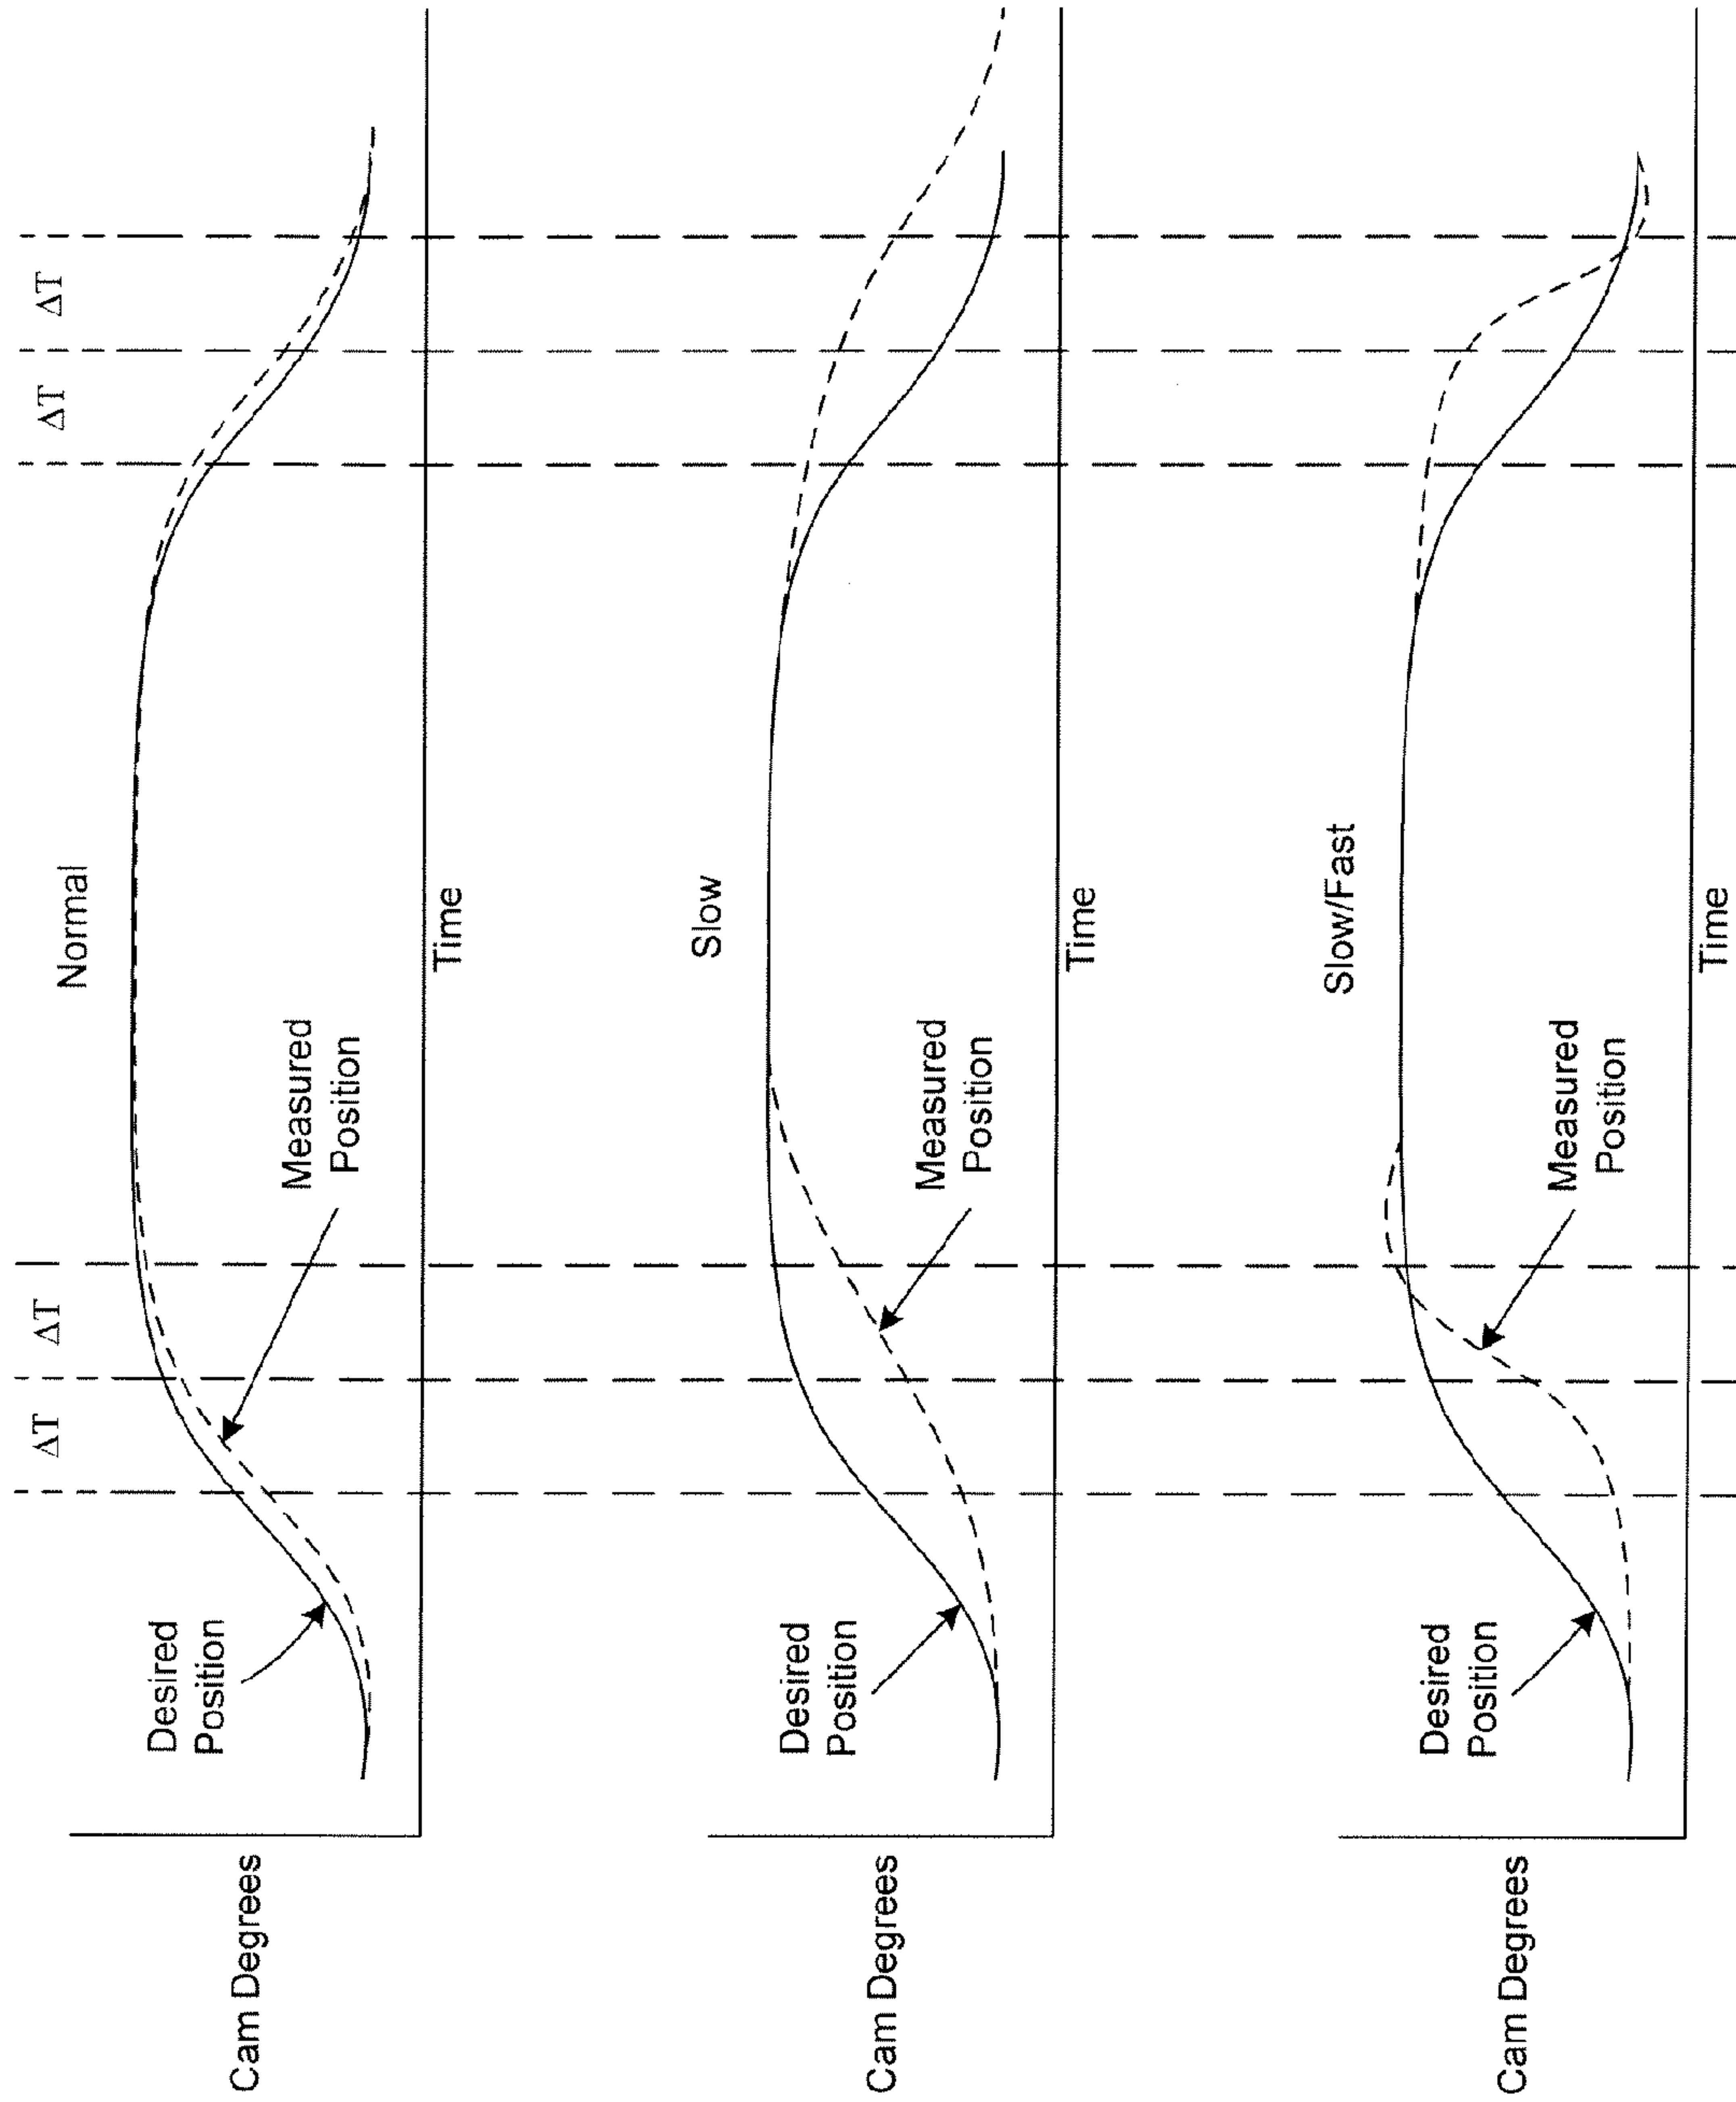 ΔT
ΔT
ΔT
ΔT
Normal
Desired
Position
Measured
Position
Cam Degrees
Time
Slow
Desired
Position
Measured
Position
Cam Degrees
Time
Slow/Fast
Desired
Position
Measured
Position
Cam Degrees
Time